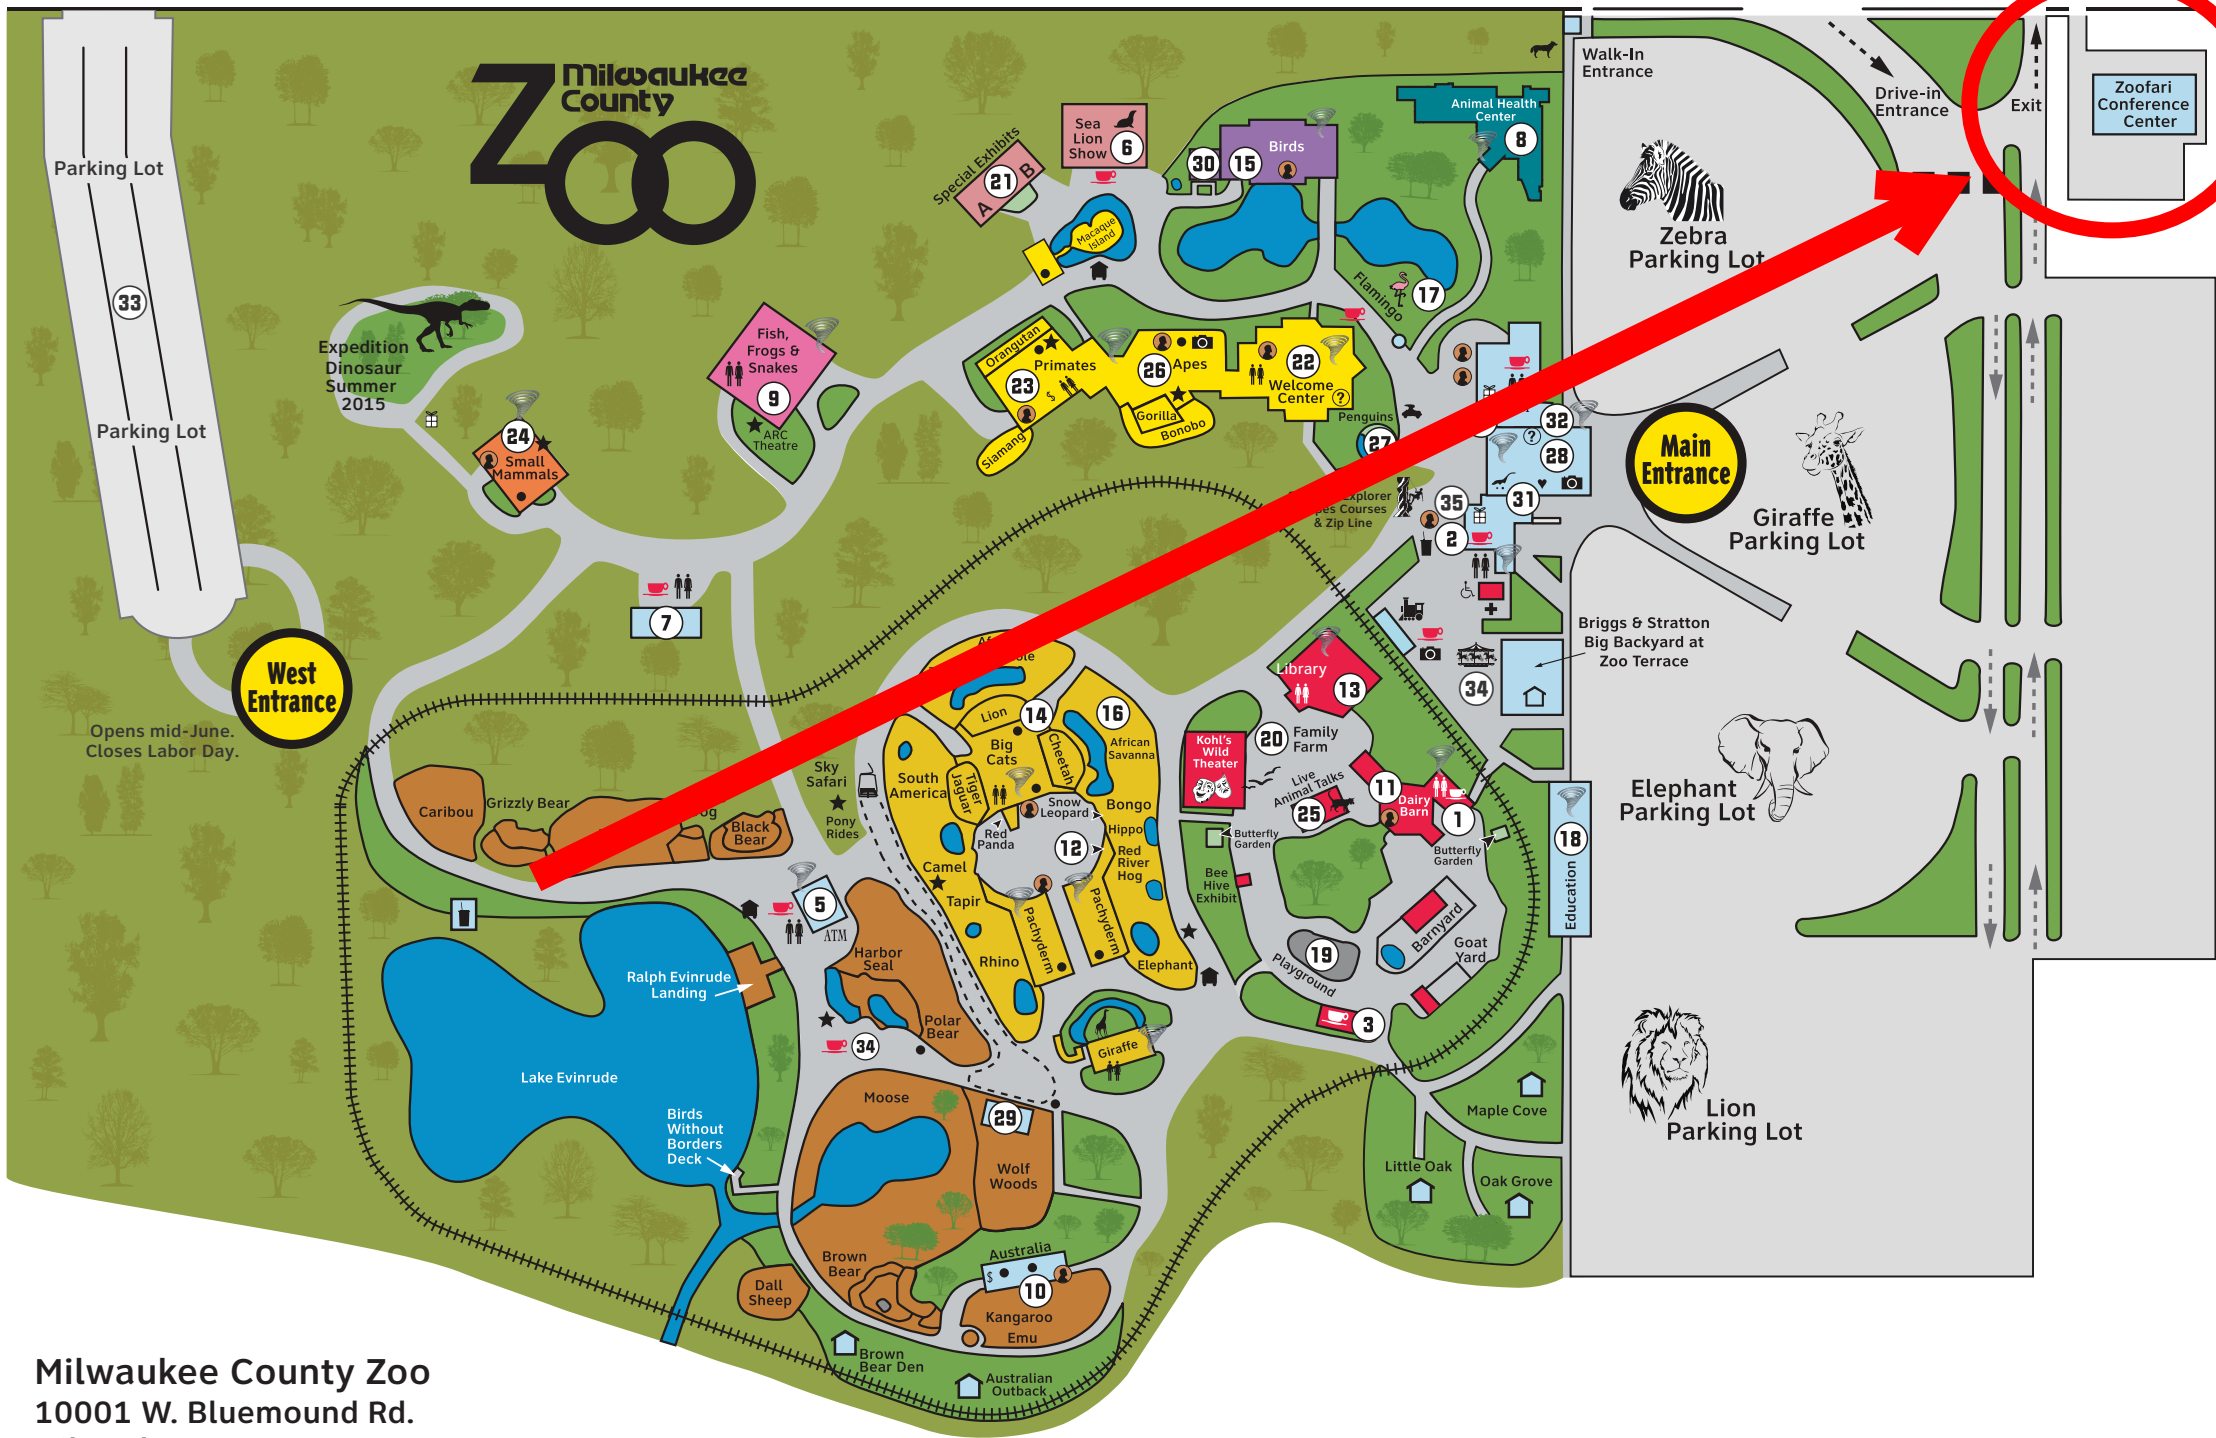 Milwaukee
County
Zoo
Parking Lot
33
Parking Lot
West
Entrance
Opens mid-June.
Closes Labor Day.
Expedition
Dinosaur
Summer
2015
24
Small
Mammals
Fish,
Frogs &
Snakes
9
ARC
Theatre
7
Special Exhibits
21
A
B
Sea
Lion
Show
6
Macaque
Island
30
15
Birds
Animal Health
Center
8
Flamingo
17
Orangutan
Primates
23
$
Siamang
26
Apes
Gorilla
Bonobo
22
Welcome
Center
?
Penguins
27
Explorer
Courses
& Zip Line
32
?
28
31
35
2
Walk-In
Entrance
Drive-in
Entrance
Exit
Zoofari
Conference
Center
Zebra
Parking Lot
Main
Entrance
Giraffe
Parking Lot
Briggs & Stratton
Big Backyard at
Zoo Terrace
34
Elephant
Parking Lot
Lion
Parking Lot
Library
13
20
Family
Farm
Kohl's
Wild
Theater
Live
Animal Talks
25
11
Dairy
Barn
1
Butterfly
Garden
Butterfly
Garden
Bee
Hive
Exhibit
18
Education
Barnyard
Goat
Yard
19
Playground
3
Maple Cove
Little Oak
Oak Grove
Sky
Safari
Pony
Rides
Lion
14
Big
Cats
Cheetah
Tiger
Jaguar
South
America
16
African
Savanna
Snow
Leopard
Red
Panda
Bongo
Hippo
12
Red
River
Hog
Camel
Tapir
Rhino
Pachyderm
Pachyderm
Elephant
Giraffe
Caribou
Grizzly Bear
Black
Bear
5
ATM
Harbor
Seal
Polar
Bear
34
Ralph Evinrude
Landing
Lake Evinrude
Birds
Without
Borders
Deck
Moose
29
Wolf
Woods
Brown
Bear
Dall
Sheep
Australia
$
10
Kangaroo
Emu
Brown
Bear Den
Australian
Outback
Milwaukee County Zoo
10001 W. Bluemound Rd.